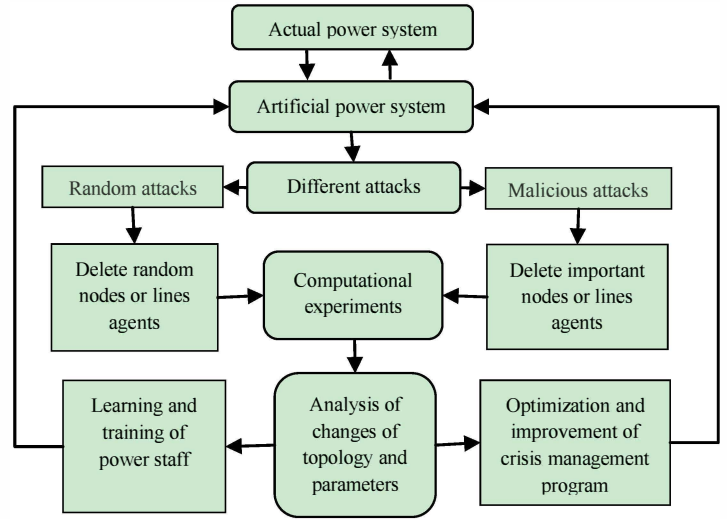 Actual power system
Artificial power system
Random attacks
Different attacks
Malicious attacks
Delete random
nodes or lines
agents
Computational
experiments
Delete important
nodes or lines
agents
Learning and
training of
power staff
Analysis of
changes of
topology and
parameters
Optimization and
improvement of
crisis management
program